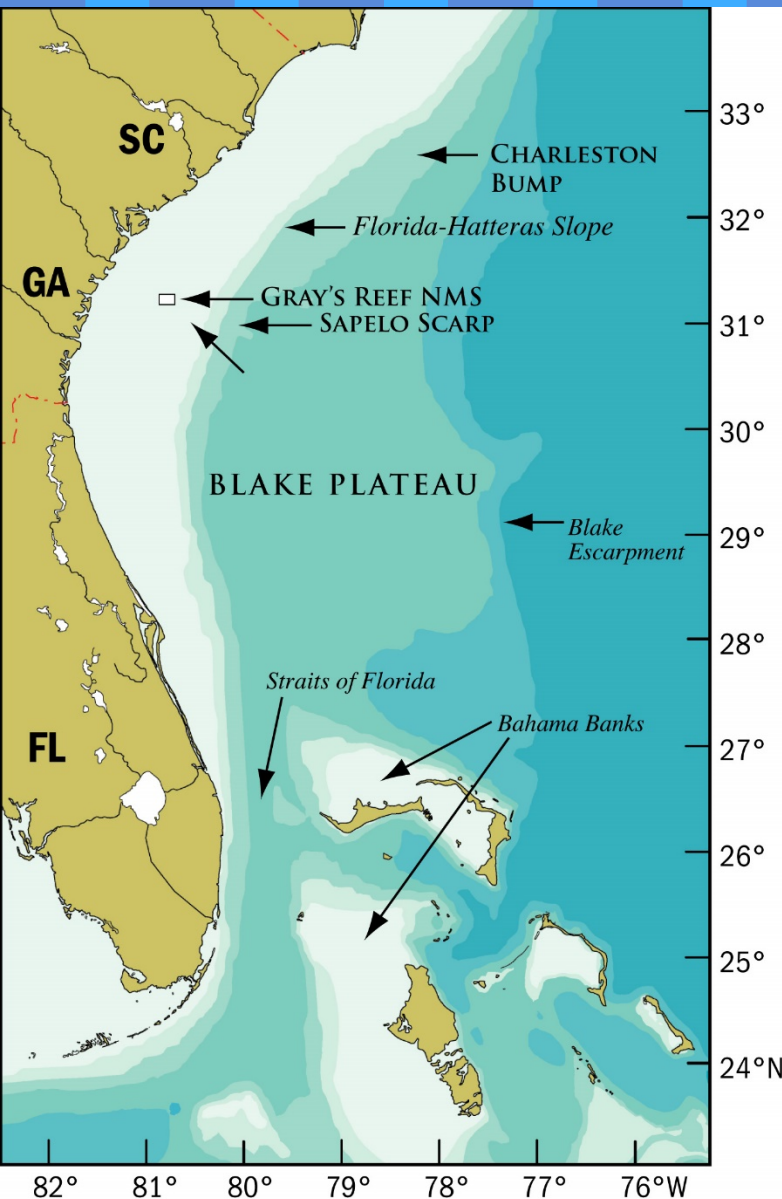 33°
SC
CHARLESTON
BUMP
32°
Florida-Hatteras Slope
GA
GRAY'S REEF NMS
SAPELO SCARP
31°
30°
BLAKE PLATEAU
29°
Blake
Escarpment
28°
Straits of Florida
Bahama Banks
27°
FL
26°
25°
24°N
82°
81°
80°
79°
78°
77°
76°W